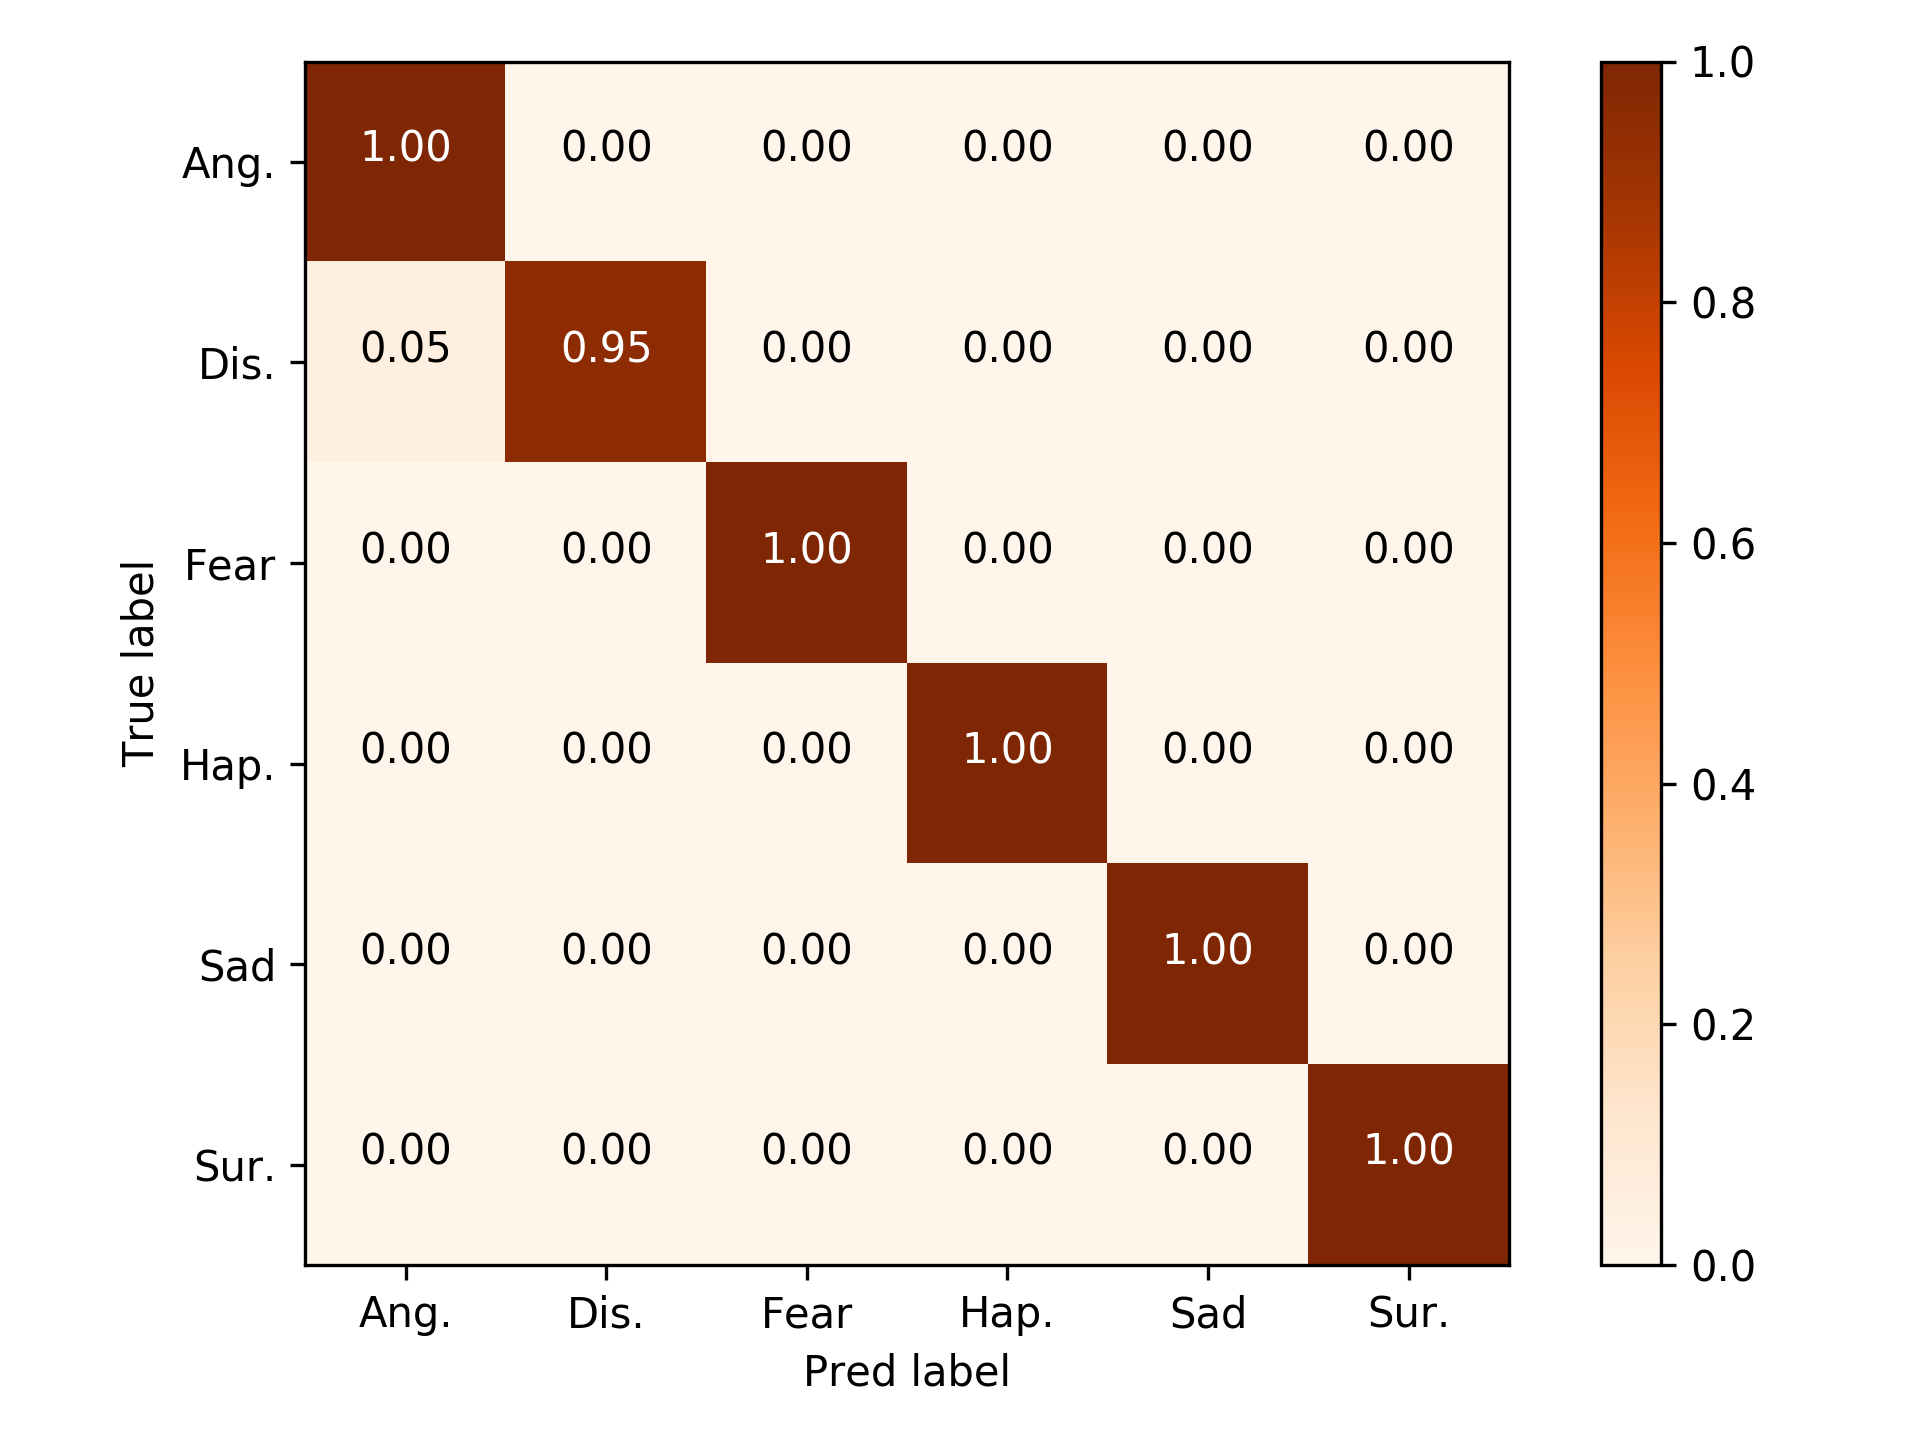 Ang. 1.00 0.00 0.00 0.00 0.00 0.00
Dis. 0.05 0.95 0.00 0.00 0.00 0.00
Fear 0.00 0.00 1.00 0.00 0.00 0.00
Hap. 0.00 0.00 0.00 1.00 0.00 0.00
Sad 0.00 0.00 0.00 0.00 1.00 0.00
Sur. 0.00 0.00 0.00 0.00 0.00 1.00
Ang. Dis. Fear Hap. Sad Sur.
Pred label
True label
1.0
0.8
0.6
0.4
0.2
0.0